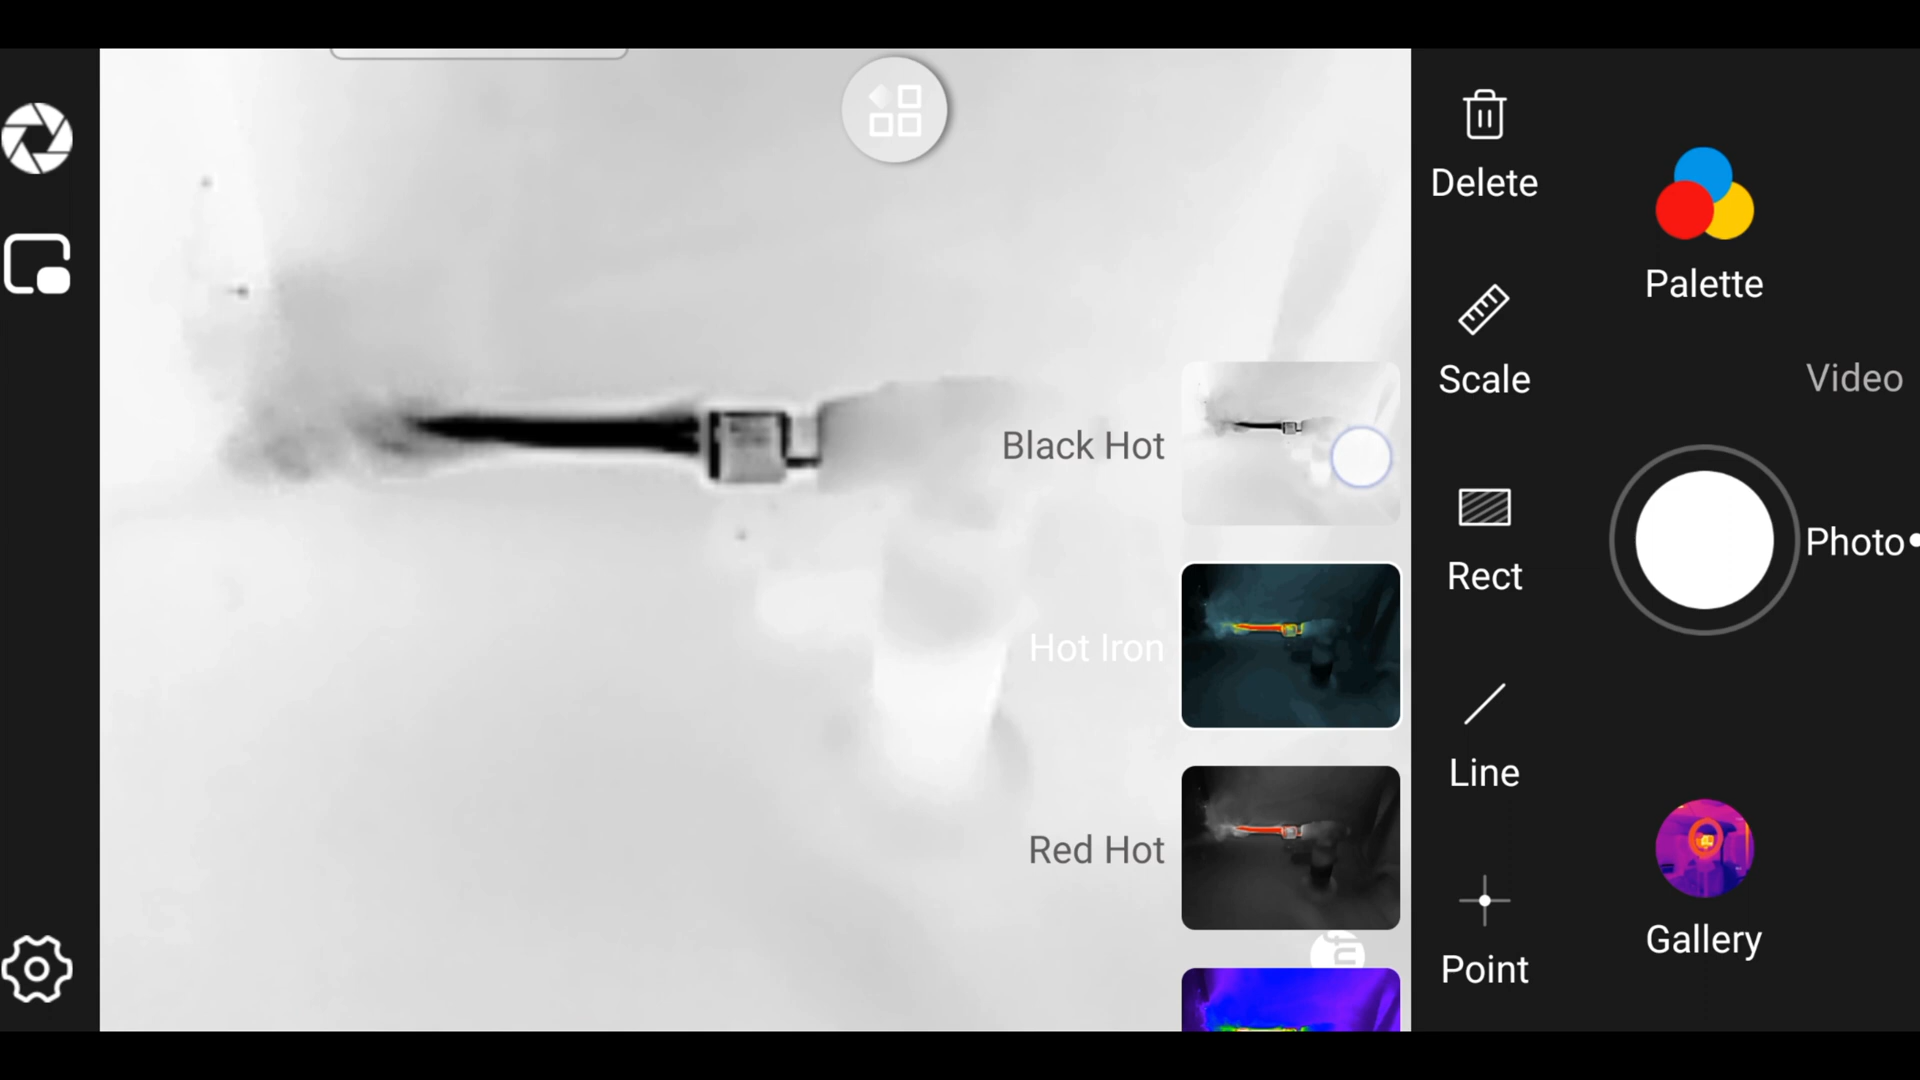 Delete
Palette
Scale
Video
Black Hot
Photo
Rect
Hot Iron
Line
Red Hot
Gallery
Point